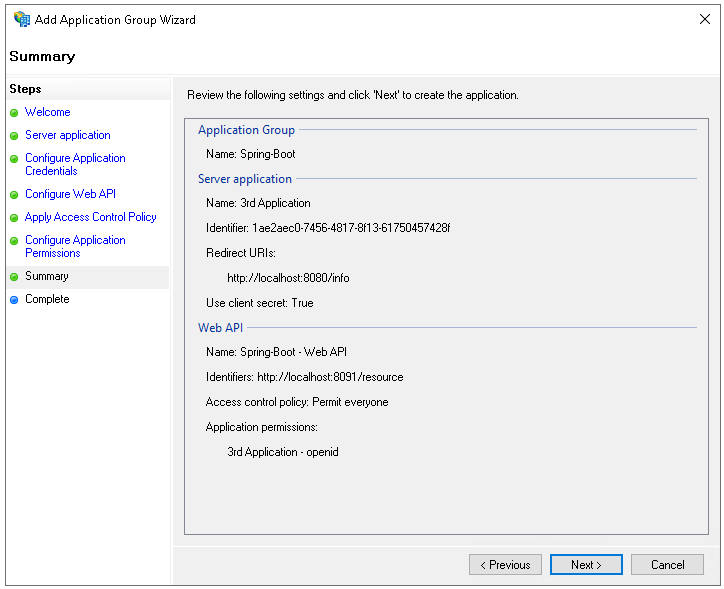 Add Application Group Wizard
Summary
Steps
Welcome
Server application
Configure Application
Credentials
Configure Web API
Apply Access Control Policy
Configure Application
Permissions
Summary
Complete
Review the following settings and click 'Next' to create the application.
Application Group
Name: Spring-Boot
Server application
Name: 3rd Application
Identifier: 1ae2aec0-7456-4817-8f13-61750457428f
Redirect URIs:
http://localhost:8080/info
Use client secret: True
Web API
Name: Spring-Boot - Web API
Identifiers: http://localhost:8091/resource
Access control policy: Permit everyone
Application permissions:
3rd Application - openid
< Previous
Next >
Cancel